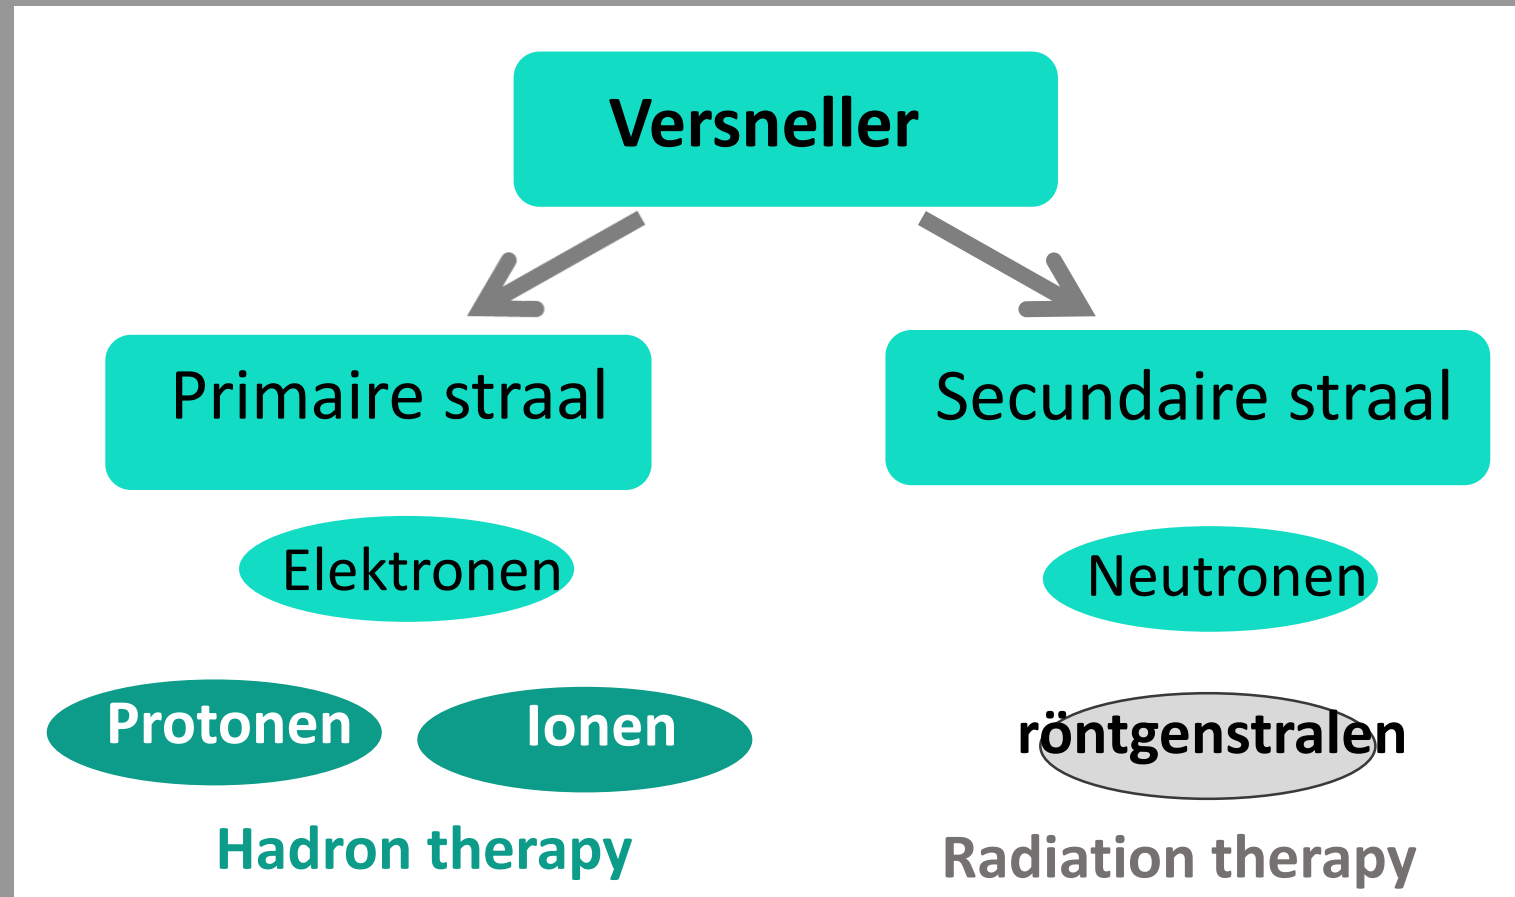 Versneller
Primaire straal
Secundaire straal
Elektronen
Neutronen
Protonen
Ionen
röntgenstralen
Hadron therapy
Radiation therapy